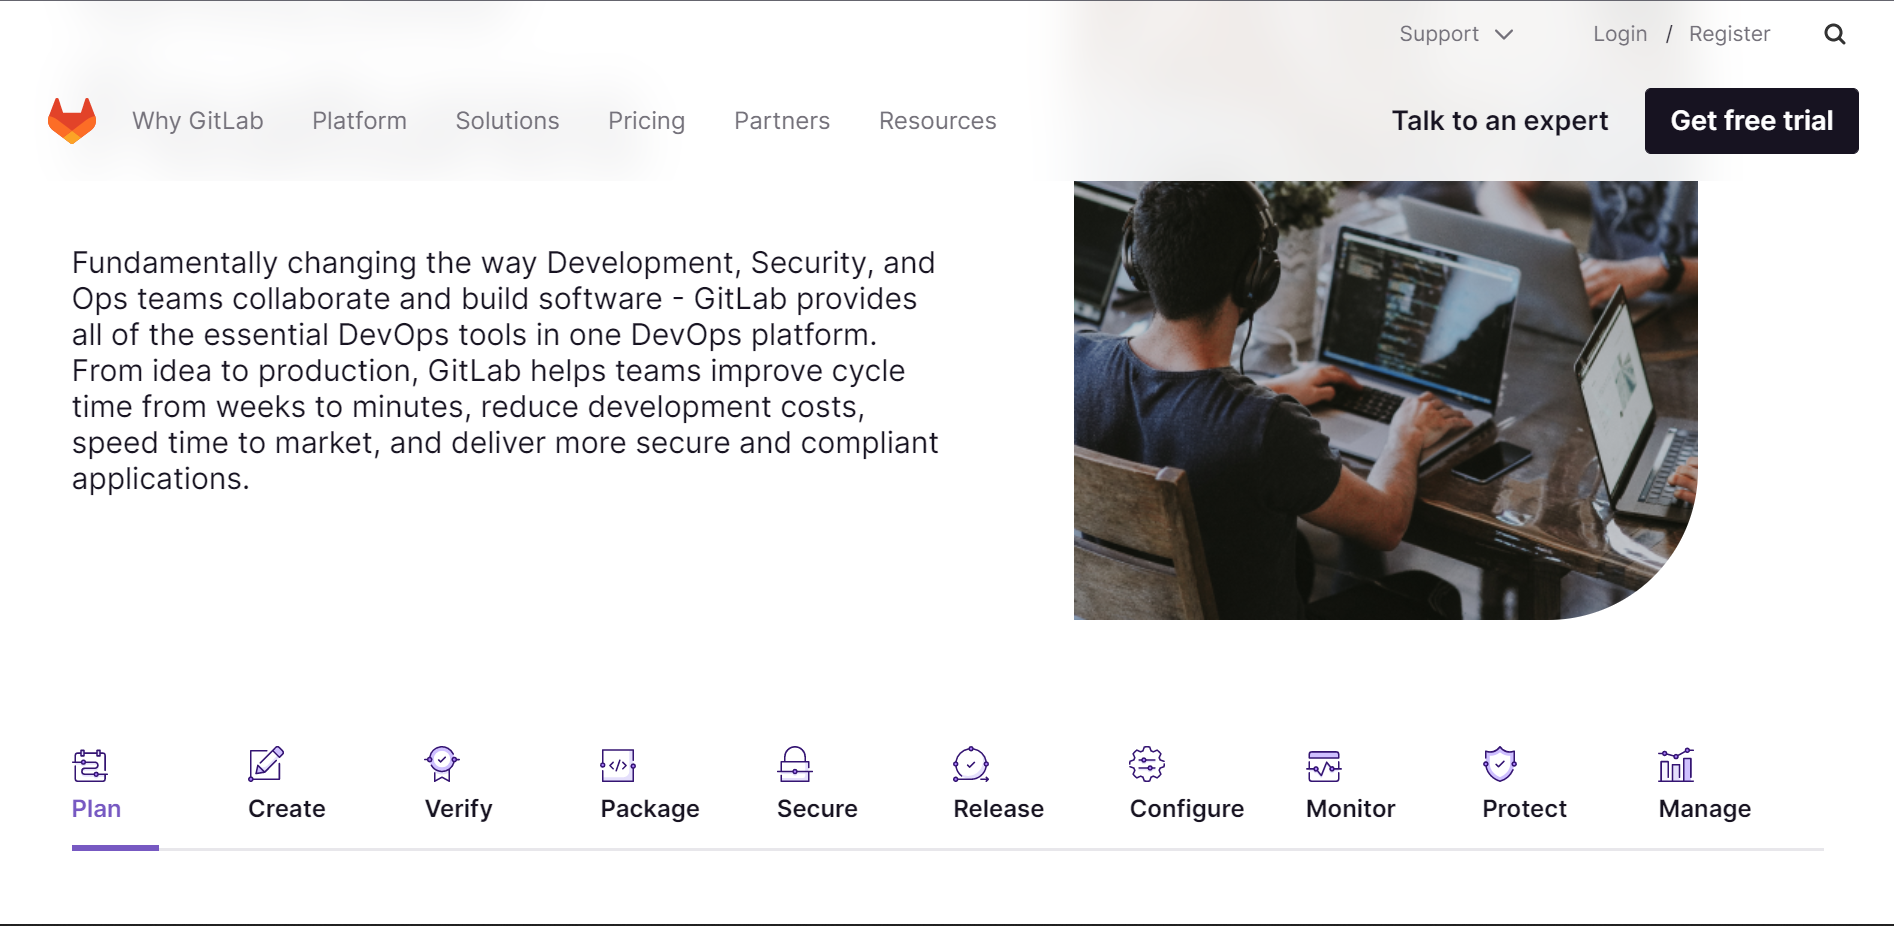 Support
Login / Register
Why GitLab
Platform
Solutions
Pricing
Partners
Resources
Talk to an expert
Get free trial
Fundamentally changing the way Development, Security, and
Ops teams collaborate and build software - GitLab provides
all of the essential DevOps tools in one DevOps platform.
From idea to production, GitLab helps teams improve cycle
time from weeks to minutes, reduce development costs,
speed time to market, and deliver more secure and compliant
applications.
Plan
Create
Verify
Package
Secure
Release
Configure
Monitor
Protect
Manage